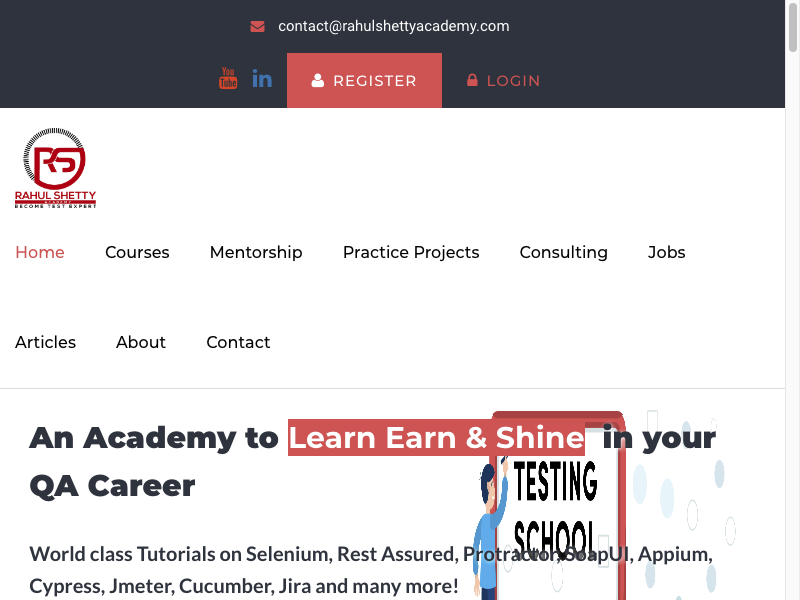 contact@rahulshettyacademy.com
You
Tube
in
REGISTER
LOGIN
RS
RAHUL SHETTY
ACADEMY
BECOME TEST EXPERT
Home
Courses
Mentorship
Practice Projects
Consulting
Jobs
Articles
About
Contact
An Academy to Learn Earn & Shine in your
QA Career
TESTING
SCHOOL
World class Tutorials on Selenium, Rest Assured, Protractor, SoapUI, Appium,
Cypress, Jmeter, Cucumber, Jira and many more!